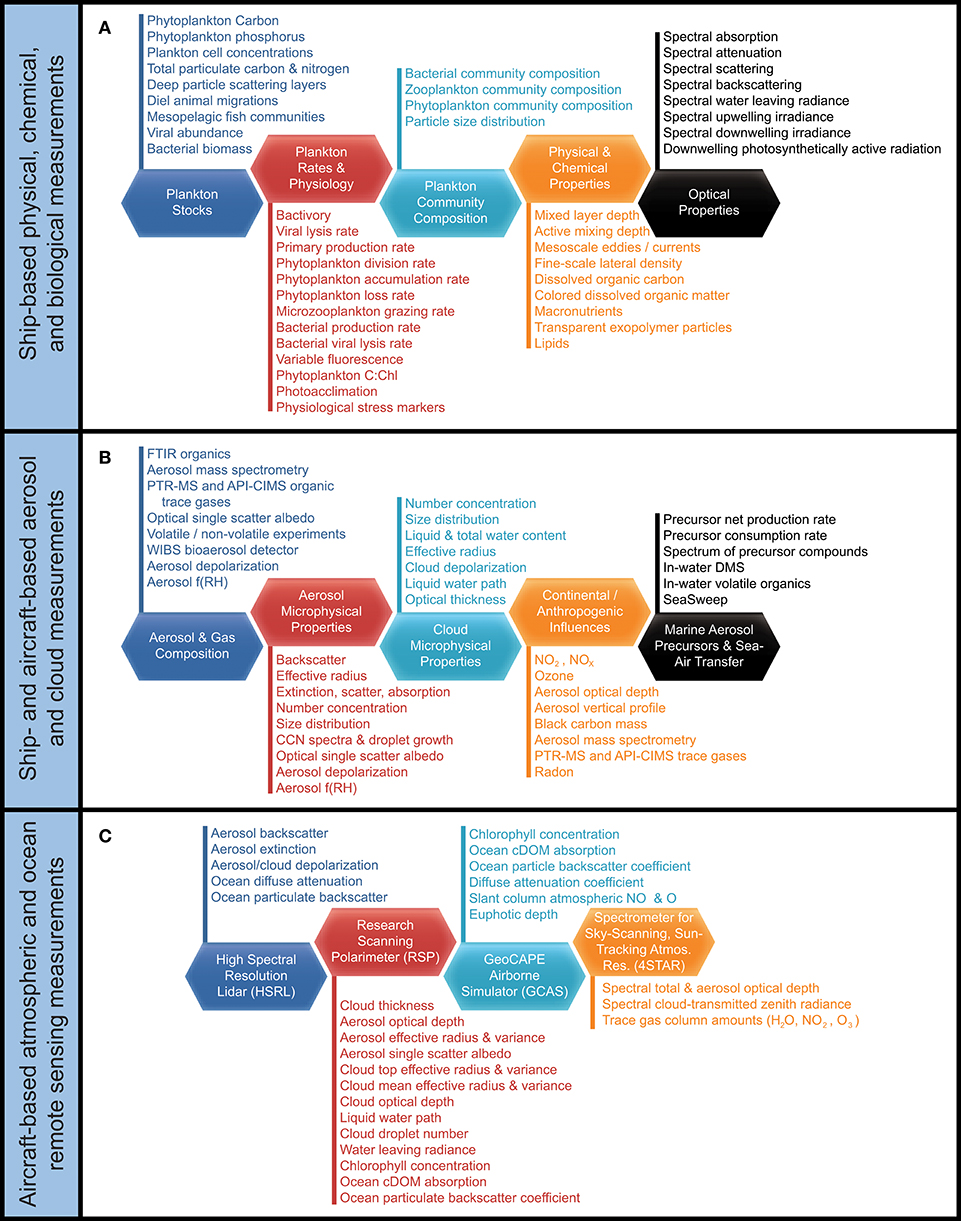 Ship-based physical, chemical,
and biological measurements
A
Phytoplankton Carbon
Phytoplankton phosphorus
Plankton cell concentrations
Total particulate carbon & nitrogen
Deep particle scattering layers
Diel animal migrations
Mesopelagic fish communities
Viral abundance
Bacterial biomass
Plankton
Stocks
Plankton
Rates &
Physiology
Bactivory
Viral lysis rate
Primary production rate
Phytoplankton division rate
Phytoplankton accumulation rate
Phytoplankton loss rate
Microzooplankton grazing rate
Bacterial production rate
Bacterial viral lysis rate
Variable fluorescence
Phytoplankton C:Chl
Photoacclimation
Physiological stress markers
Bacterial community composition
Zooplankton community composition
Phytoplankton community composition
Particle size distribution
Plankton
Community
Composition
Physical &
Chemical
Properties
Mixed layer depth
Active mixing depth
Mesoscale eddies / currents
Fine-scale lateral density
Dissolved organic carbon
Colored dissolved organic matter
Macronutrients
Transparent exopolymer particles
Lipids
Spectral absorption
Spectral attenuation
Spectral scattering
Spectral backscattering
Spectral water leaving radiance
Spectral upwelling irradiance
Spectral downwelling irradiance
Downwelling photosynthetically active radiation
Optical
Properties
Ship- and aircraft-based aerosol
and cloud measurements
B
FTIR organics
Aerosol mass spectrometry
PTR-MS and API-CIMS organic
trace gases
Optical single scatter albedo
Volatile / non-volatile experiments
WIBS bioaerosol detector
Aerosol depolarization
Aerosol f(RH)
Aerosol & Gas
Composition
Aerosol
Microphysical
Properties
Backscatter
Effective radius
Extinction, scatter, absorption
Number concentration
Size distribution
CCN spectra & droplet growth
Optical single scatter albedo
Aerosol depolarization
Aerosol f(RH)
Number concentration
Size distribution
Liquid & total water content
Effective radius
Cloud depolarization
Liquid water path
Optical thickness
Cloud
Microphysical
Properties
Continental /
Anthropogenic
Influences
NO₂ , NOₓ
Ozone
Aerosol optical depth
Aerosol vertical profile
Black carbon mass
Aerosol mass spectrometry
PTR-MS and API-CIMS trace gases
Radon
Precursor net production rate
Precursor consumption rate
Spectrum of precursor compounds
In-water DMS
In-water volatile organics
SeaSweep
Marine Aerosol
Precursors & Sea-
Air Transfer
Aircraft-based atmospheric and ocean
remote sensing measurements
C
Aerosol backscatter
Aerosol extinction
Aerosol/cloud depolarization
Ocean diffuse attenuation
Ocean particulate backscatter
High Spectral
Resolution
Lidar (HSRL)
Research
Scanning
Polarimeter (RSP)
Cloud thickness
Aerosol optical depth
Aerosol effective radius & variance
Aerosol single scatter albedo
Cloud top effective radius & variance
Cloud mean effective radius & variance
Cloud optical depth
Liquid water path
Cloud droplet number
Water leaving radiance
Chlorophyll concentration
Ocean cDOM absorption
Ocean particulate backscatter coefficient
Chlorophyll concentration
Ocean cDOM absorption
Ocean particle backscatter coefficient
Diffuse attenuation coefficient
Slant column atmospheric NO & O
Euphotic depth
GeoCAPE
Airborne
Simulator (GCAS)
Spectrometer for
Sky-Scanning, Sun-
Tracking Atmos.
Res. (4STAR)
Spectral total & aerosol optical depth
Spectral cloud-transmitted zenith radiance
Trace gas column amounts (H₂O, NO₂ , O₃ )